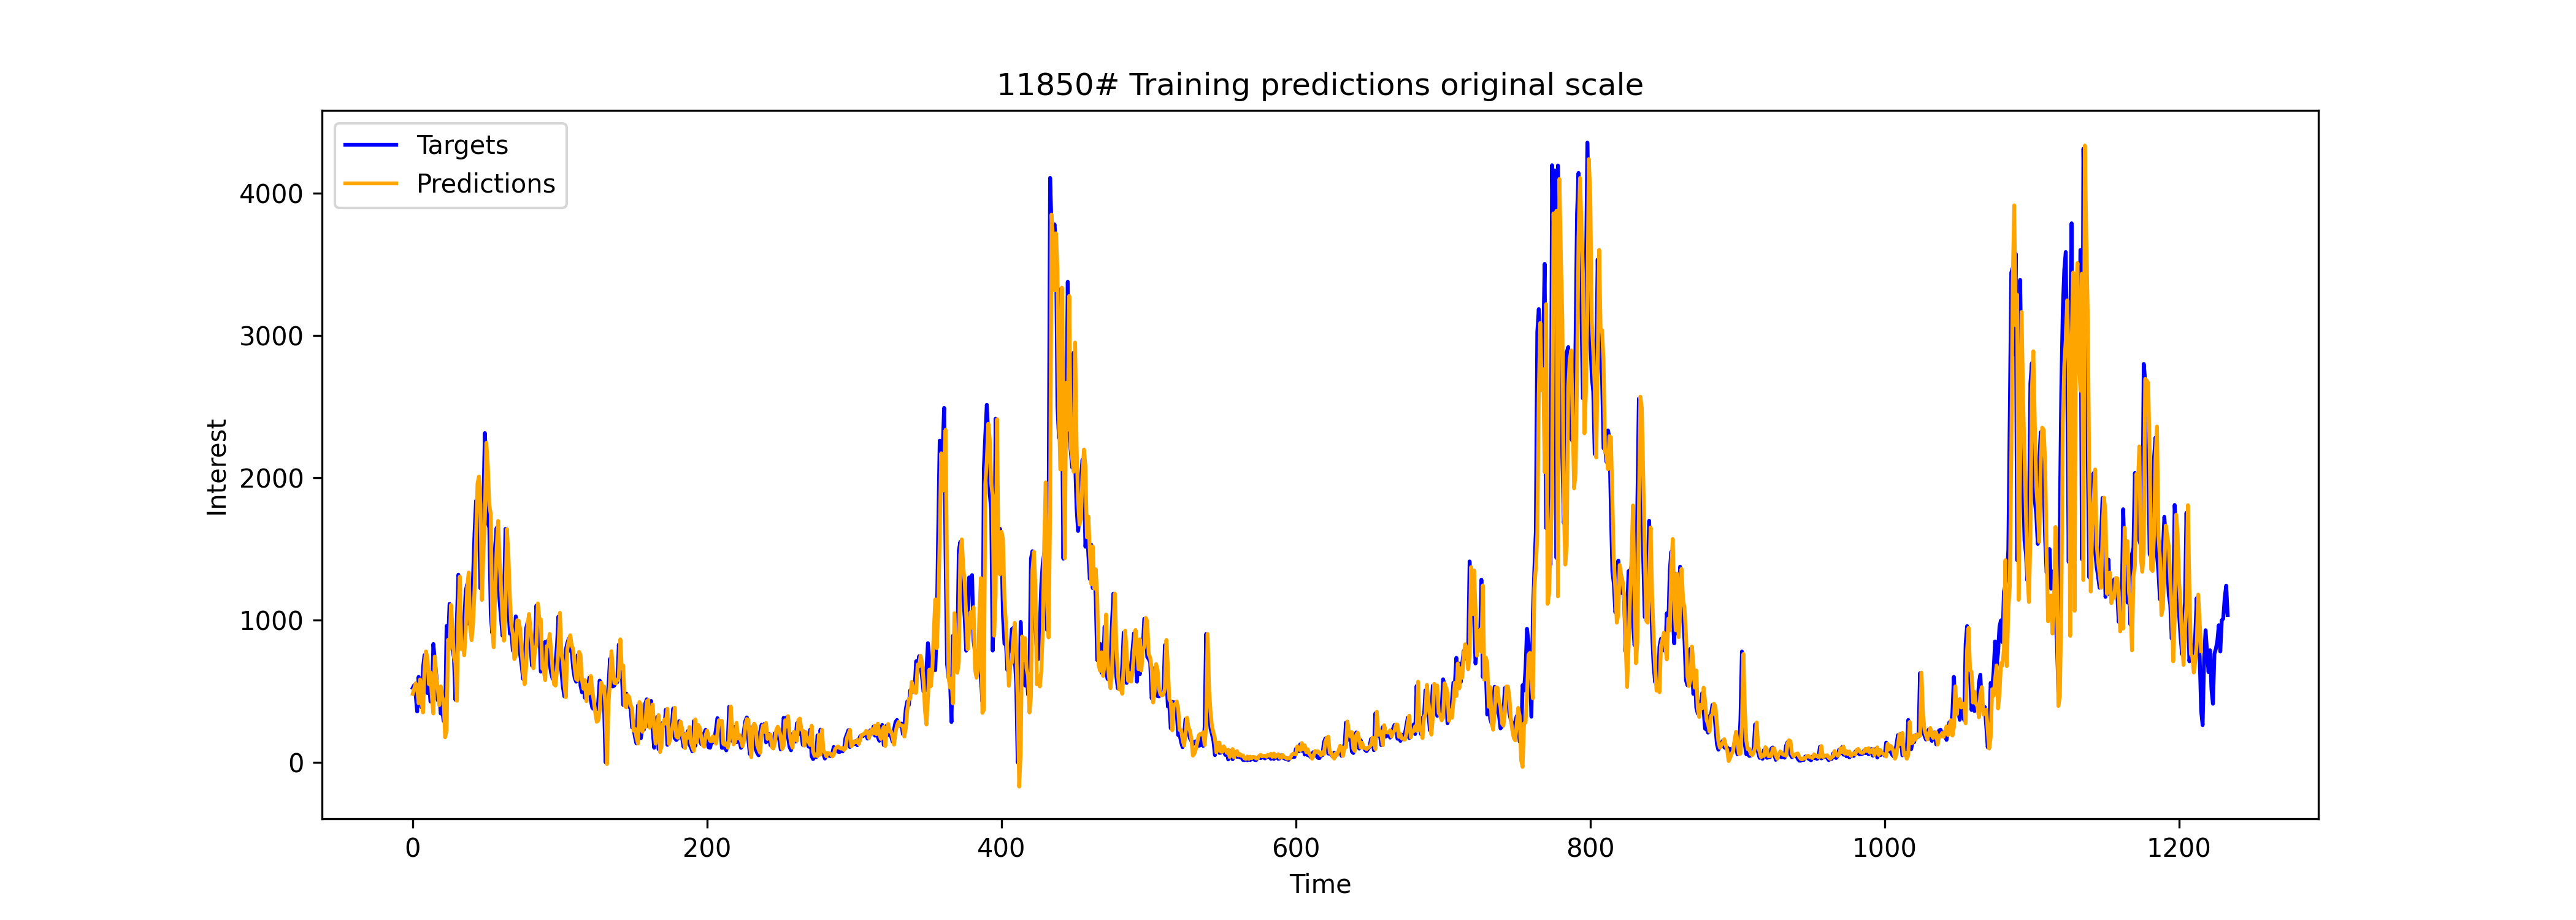 11850# Training predictions original scale
Targets
Predictions
4000
3000
2000
1000
0
Interest
0 200 400 600 800 1000 1200
Time